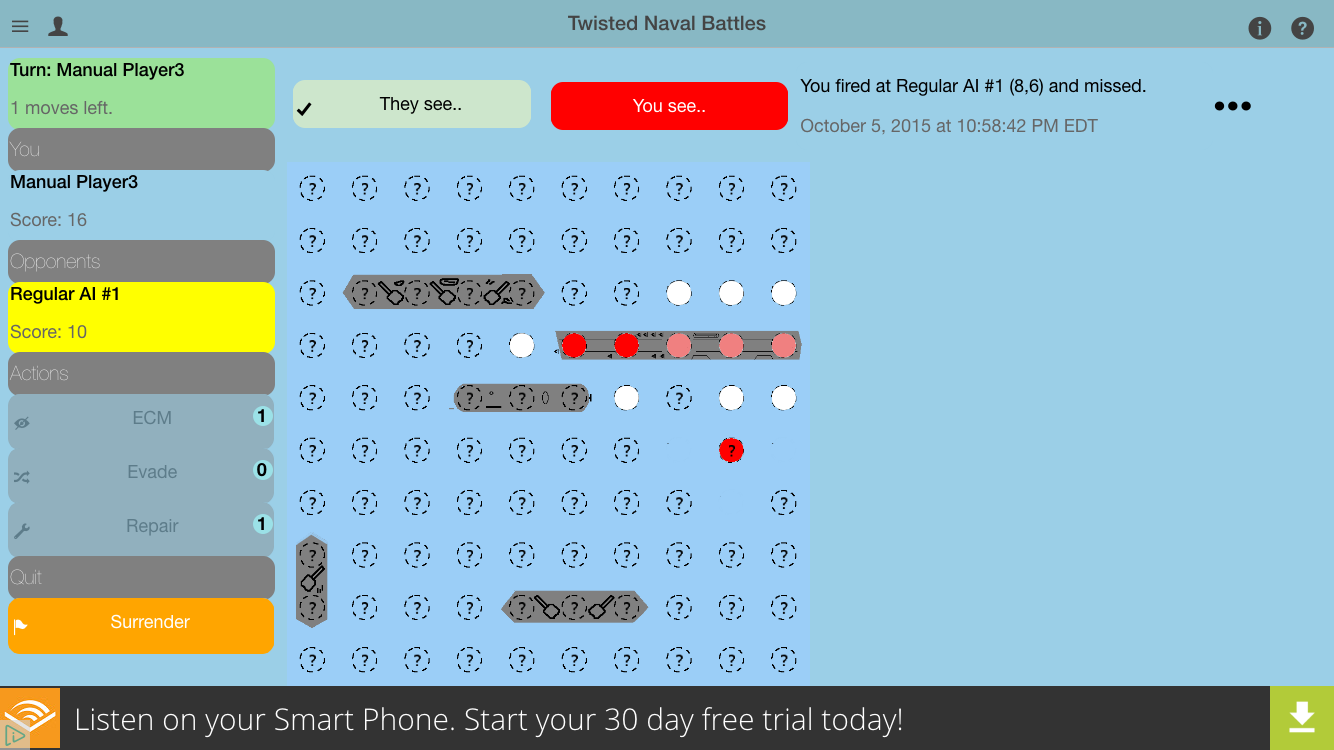 Twisted Naval Battles
Turn: Manual Player3
1 moves left.
You
Manual Player3
Score: 16
Opponents
Regular AI #1
Score: 10
Actions
ECM 1
Evade 0
Repair 1
Quit
Surrender
They see..
You see..
You fired at Regular AI #1 (8,6) and missed.
October 5, 2015 at 10:58:42 PM EDT
? ? ? ? ? ? ? ? ? ?
? ? ? ? ? ? ? ? ? ?
? ? ? ? ? ? ?
? ? ? ?
? ? ? ? ? ? ?
? ? ? ? ? ? ? ?
? ? ? ? ? ? ? ?
? ? ? ? ? ? ? ? ? ?
? ? ? ? ? ? ? ? ? ?
? ? ? ? ? ? ? ? ? ?
Listen on your Smart Phone. Start your 30 day free trial today!